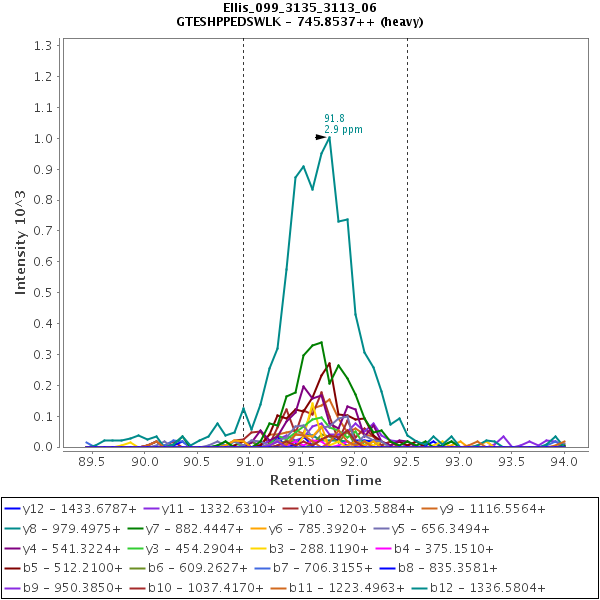 Ellis_099_3135_3113_06
GTESHPPEDSWLK - 745.8537++ (heavy)
1.3
1.2
1.1
1.0
0.9
0.8
0.7
0.6
0.5
0.4
0.3
0.2
0.1
0.0
Intensity 10^3
91.8
2.9 ppm
89.5 90.0 90.5 91.0 91.5 92.0 92.5 93.0 93.5 94.0
Retention Time
y12 - 1433.6787+ y11 - 1332.6310+ y10 - 1203.5884+ y9 - 1116.5564+
y8 - 979.4975+ y7 - 882.4447+ y6 - 785.3920+ y5 - 656.3494+
y4 - 541.3224+ y3 - 454.2904+ b3 - 288.1190+ b4 - 375.1510+
b5 - 512.2100+ b6 - 609.2627+ b7 - 706.3155+ b8 - 835.3581+
b9 - 950.3850+ b10 - 1037.4170+ b11 - 1223.4963+ b12 - 1336.5804+